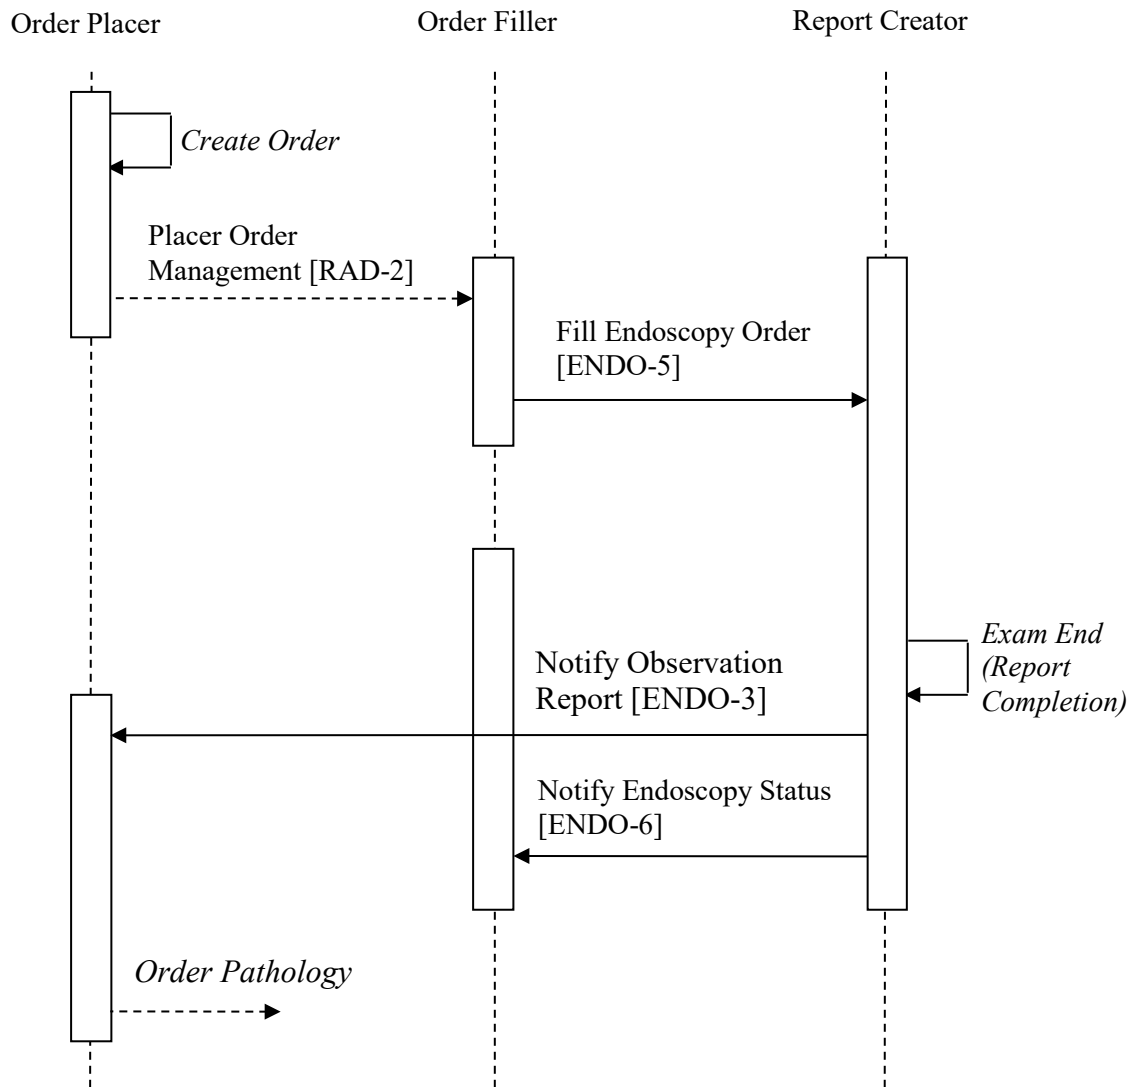 Order Placer
Order Filler
Report Creator
Create Order
Placer Order
Management [RAD-2]
Fill Endoscopy Order
[ENDO-5]
Exam End
(Report
Completion)
Notify Observation
Report [ENDO-3]
Notify Endoscopy Status
[ENDO-6]
Order Pathology